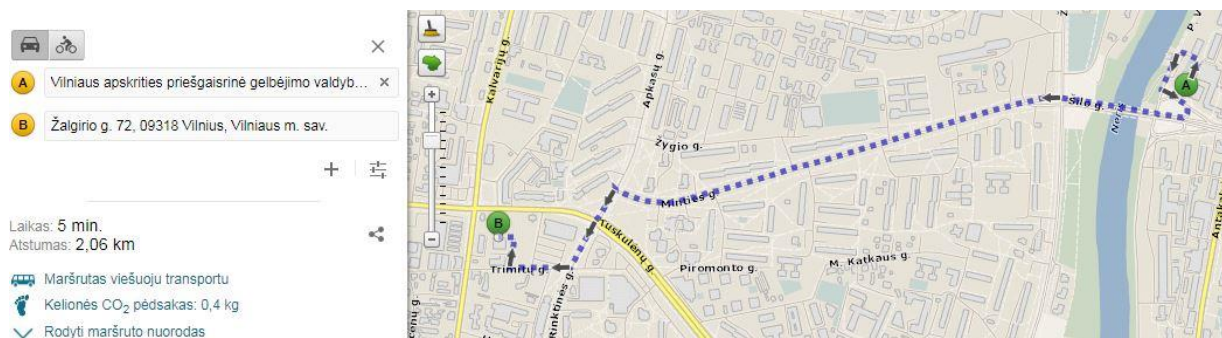 A
Vilniaus apskrities priešgaisrinė gelbėjimo valdyb...
B
Žalgirio g. 72, 09318 Vilnius, Vilniaus m. sav.
Laikas: 5 min.
Atstumas: 2,06 km
Maršrutas viešuoju transportu
Kelionės CO₂ pėdsakas: 0,4 kg
Rodyti maršruto nuorodas
Kalvarijų g.
Apkasų g.
Žygio g.
Minties g.
Šilo g.
A
B
Tuskulėnų g.
Trimitų g.
Rinktinės g.
Piromonto g.
M. Katkaus g.